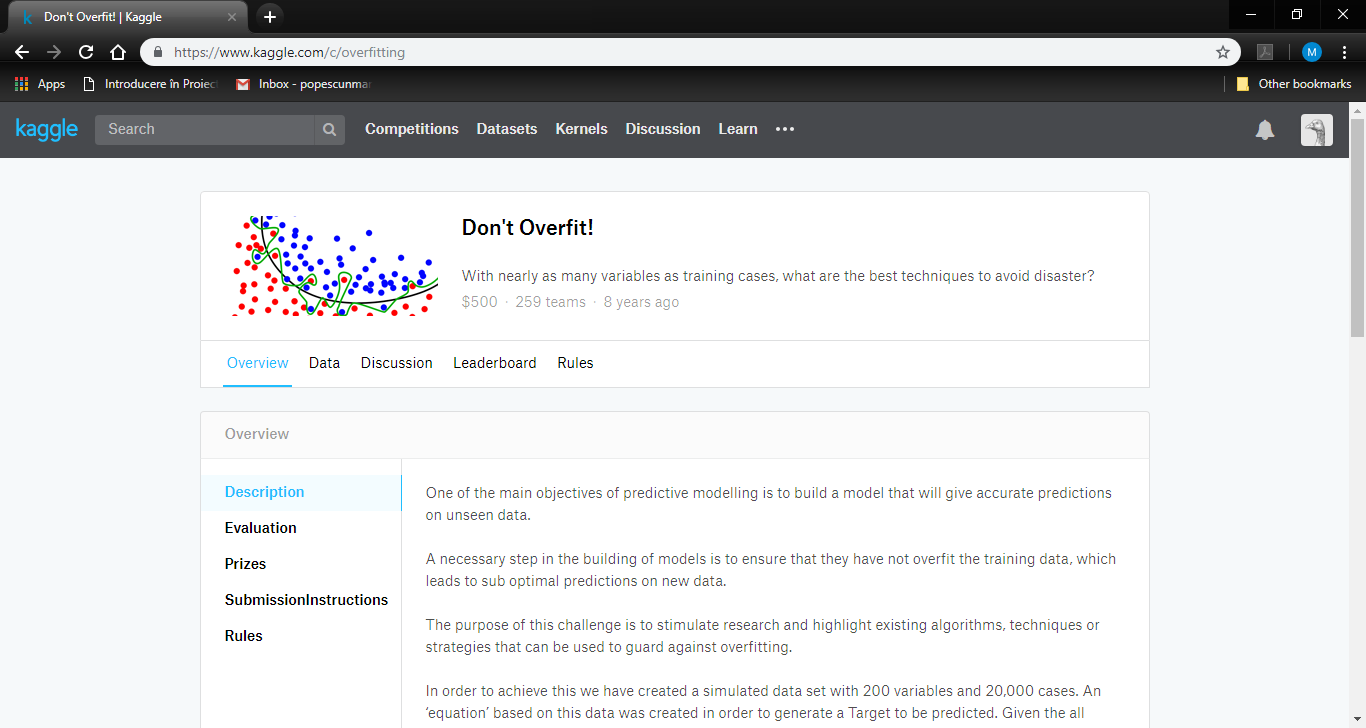 Don't Overfit! | Kaggle
https://www.kaggle.com/c/overfitting
M
Apps
Introducere în Proiect
Inbox - popescunmar
Other bookmarks
kaggle
Search
Competitions
Datasets
Kernels
Discussion
Learn
Don't Overfit!
With nearly as many variables as training cases, what are the best techniques to avoid disaster?
$500 · 259 teams · 8 years ago
Overview
Data
Discussion
Leaderboard
Rules
Overview
Description
Evaluation
Prizes
SubmissionInstructions
Rules
One of the main objectives of predictive modelling is to build a model that will give accurate predictions
on unseen data.
A necessary step in the building of models is to ensure that they have not overfit the training data, which
leads to sub optimal predictions on new data.
The purpose of this challenge is to stimulate research and highlight existing algorithms, techniques or
strategies that can be used to guard against overfitting.
In order to achieve this we have created a simulated data set with 200 variables and 20,000 cases. An
‘equation’ based on this data was created in order to generate a Target to be predicted. Given the all